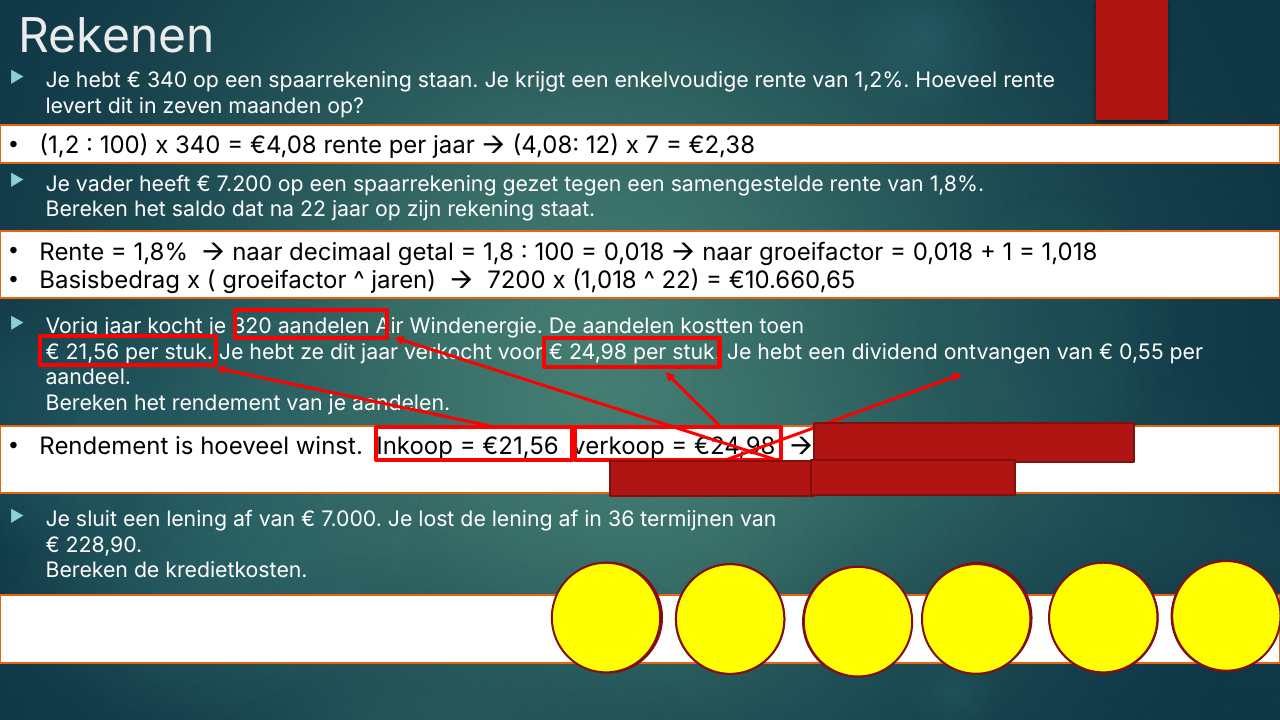 Rekenen
Je hebt € 340 op een spaarrekening staan. Je krijgt een enkelvoudige rente van 1,2%. Hoeveel rente
levert dit in zeven maanden op?
• (1,2 : 100) x 340 = €4,08 rente per jaar → (4,08: 12) x 7 = €2,38
Je vader heeft € 7.200 op een spaarrekening gezet tegen een samengestelde rente van 1,8%.
Bereken het saldo dat na 22 jaar op zijn rekening staat.
• Rente = 1,8% → naar decimaal getal = 1,8 : 100 = 0,018 → naar groeifactor = 0,018 + 1 = 1,018
• Basisbedrag x ( groeifactor ^ jaren) → 7200 x (1,018 ^ 22) = €10.660,65
Vorig jaar kocht je 320 aandelen Air Windenergie. De aandelen kostten toen
€ 21,56 per stuk. Je hebt ze dit jaar verkocht voor € 24,98 per stuk. Je hebt een dividend ontvangen van € 0,55 per
aandeel.
Bereken het rendement van je aandelen.
• Rendement is hoeveel winst. Inkoop = €21,56 verkoop = €24,98 →
Je sluit een lening af van € 7.000. Je lost de lening af in 36 termijnen van
€ 228,90.
Bereken de kredietkosten.